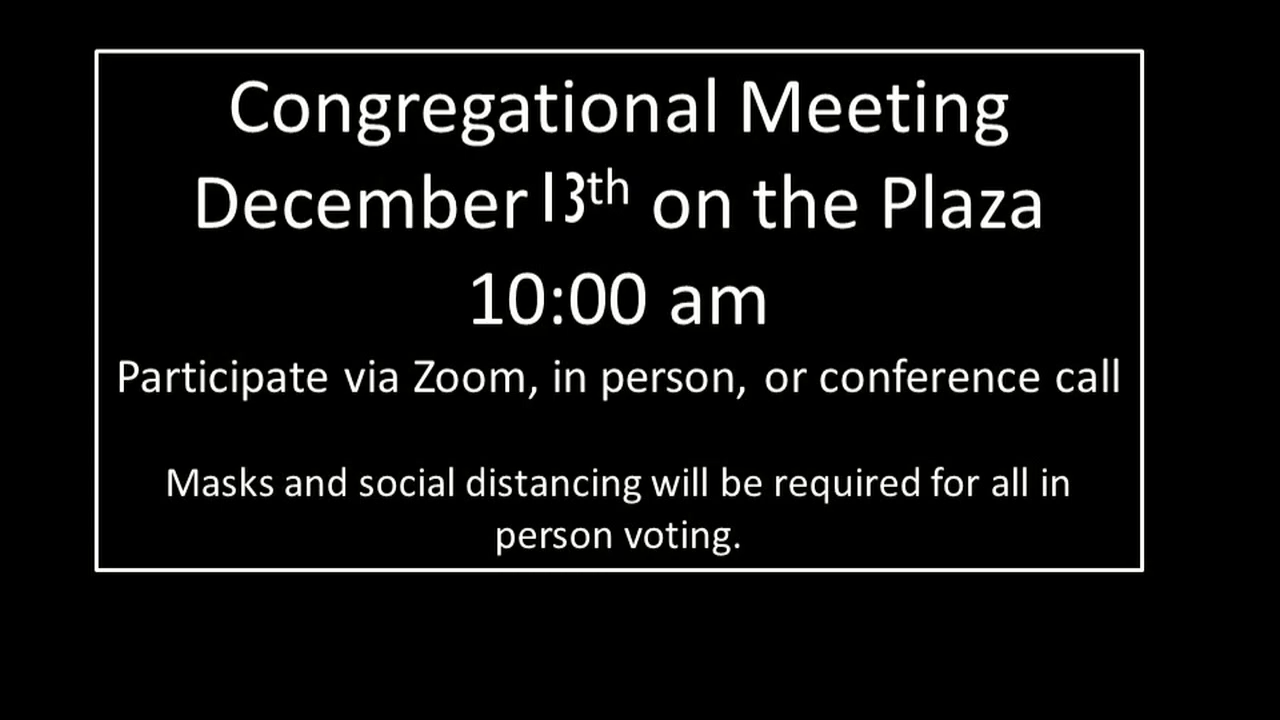 Congregational Meeting
December 13th on the Plaza
10:00 am
Participate via Zoom, in person, or conference call
Masks and social distancing will be required for all in
person voting.